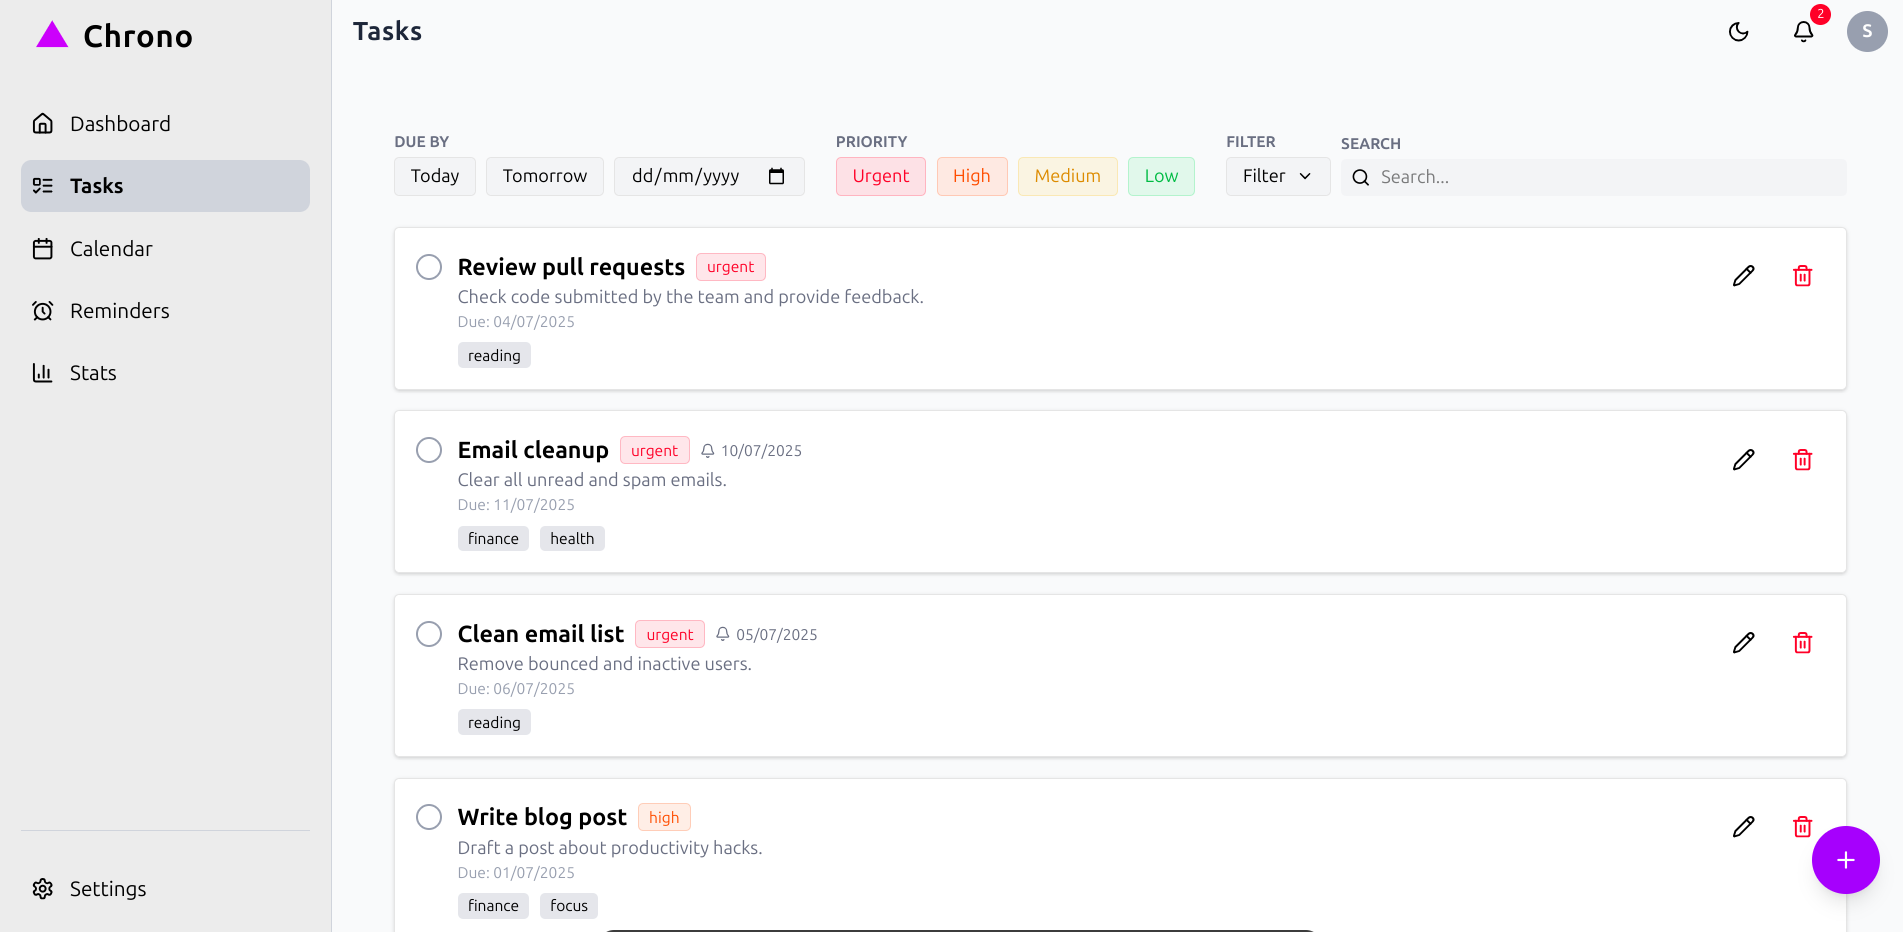 Chrono
Dashboard
Tasks
Calendar
Reminders
Stats
Settings
Tasks
2
S
DUE BY
Today Tomorrow dd/mm/yyyy
PRIORITY
Urgent High Medium Low
FILTER
Filter
SEARCH
Search...
Review pull requests urgent
Check code submitted by the team and provide feedback.
Due: 04/07/2025
reading
Email cleanup urgent 10/07/2025
Clear all unread and spam emails.
Due: 11/07/2025
finance health
Clean email list urgent 05/07/2025
Remove bounced and inactive users.
Due: 06/07/2025
reading
Write blog post high
Draft a post about productivity hacks.
Due: 01/07/2025
finance focus